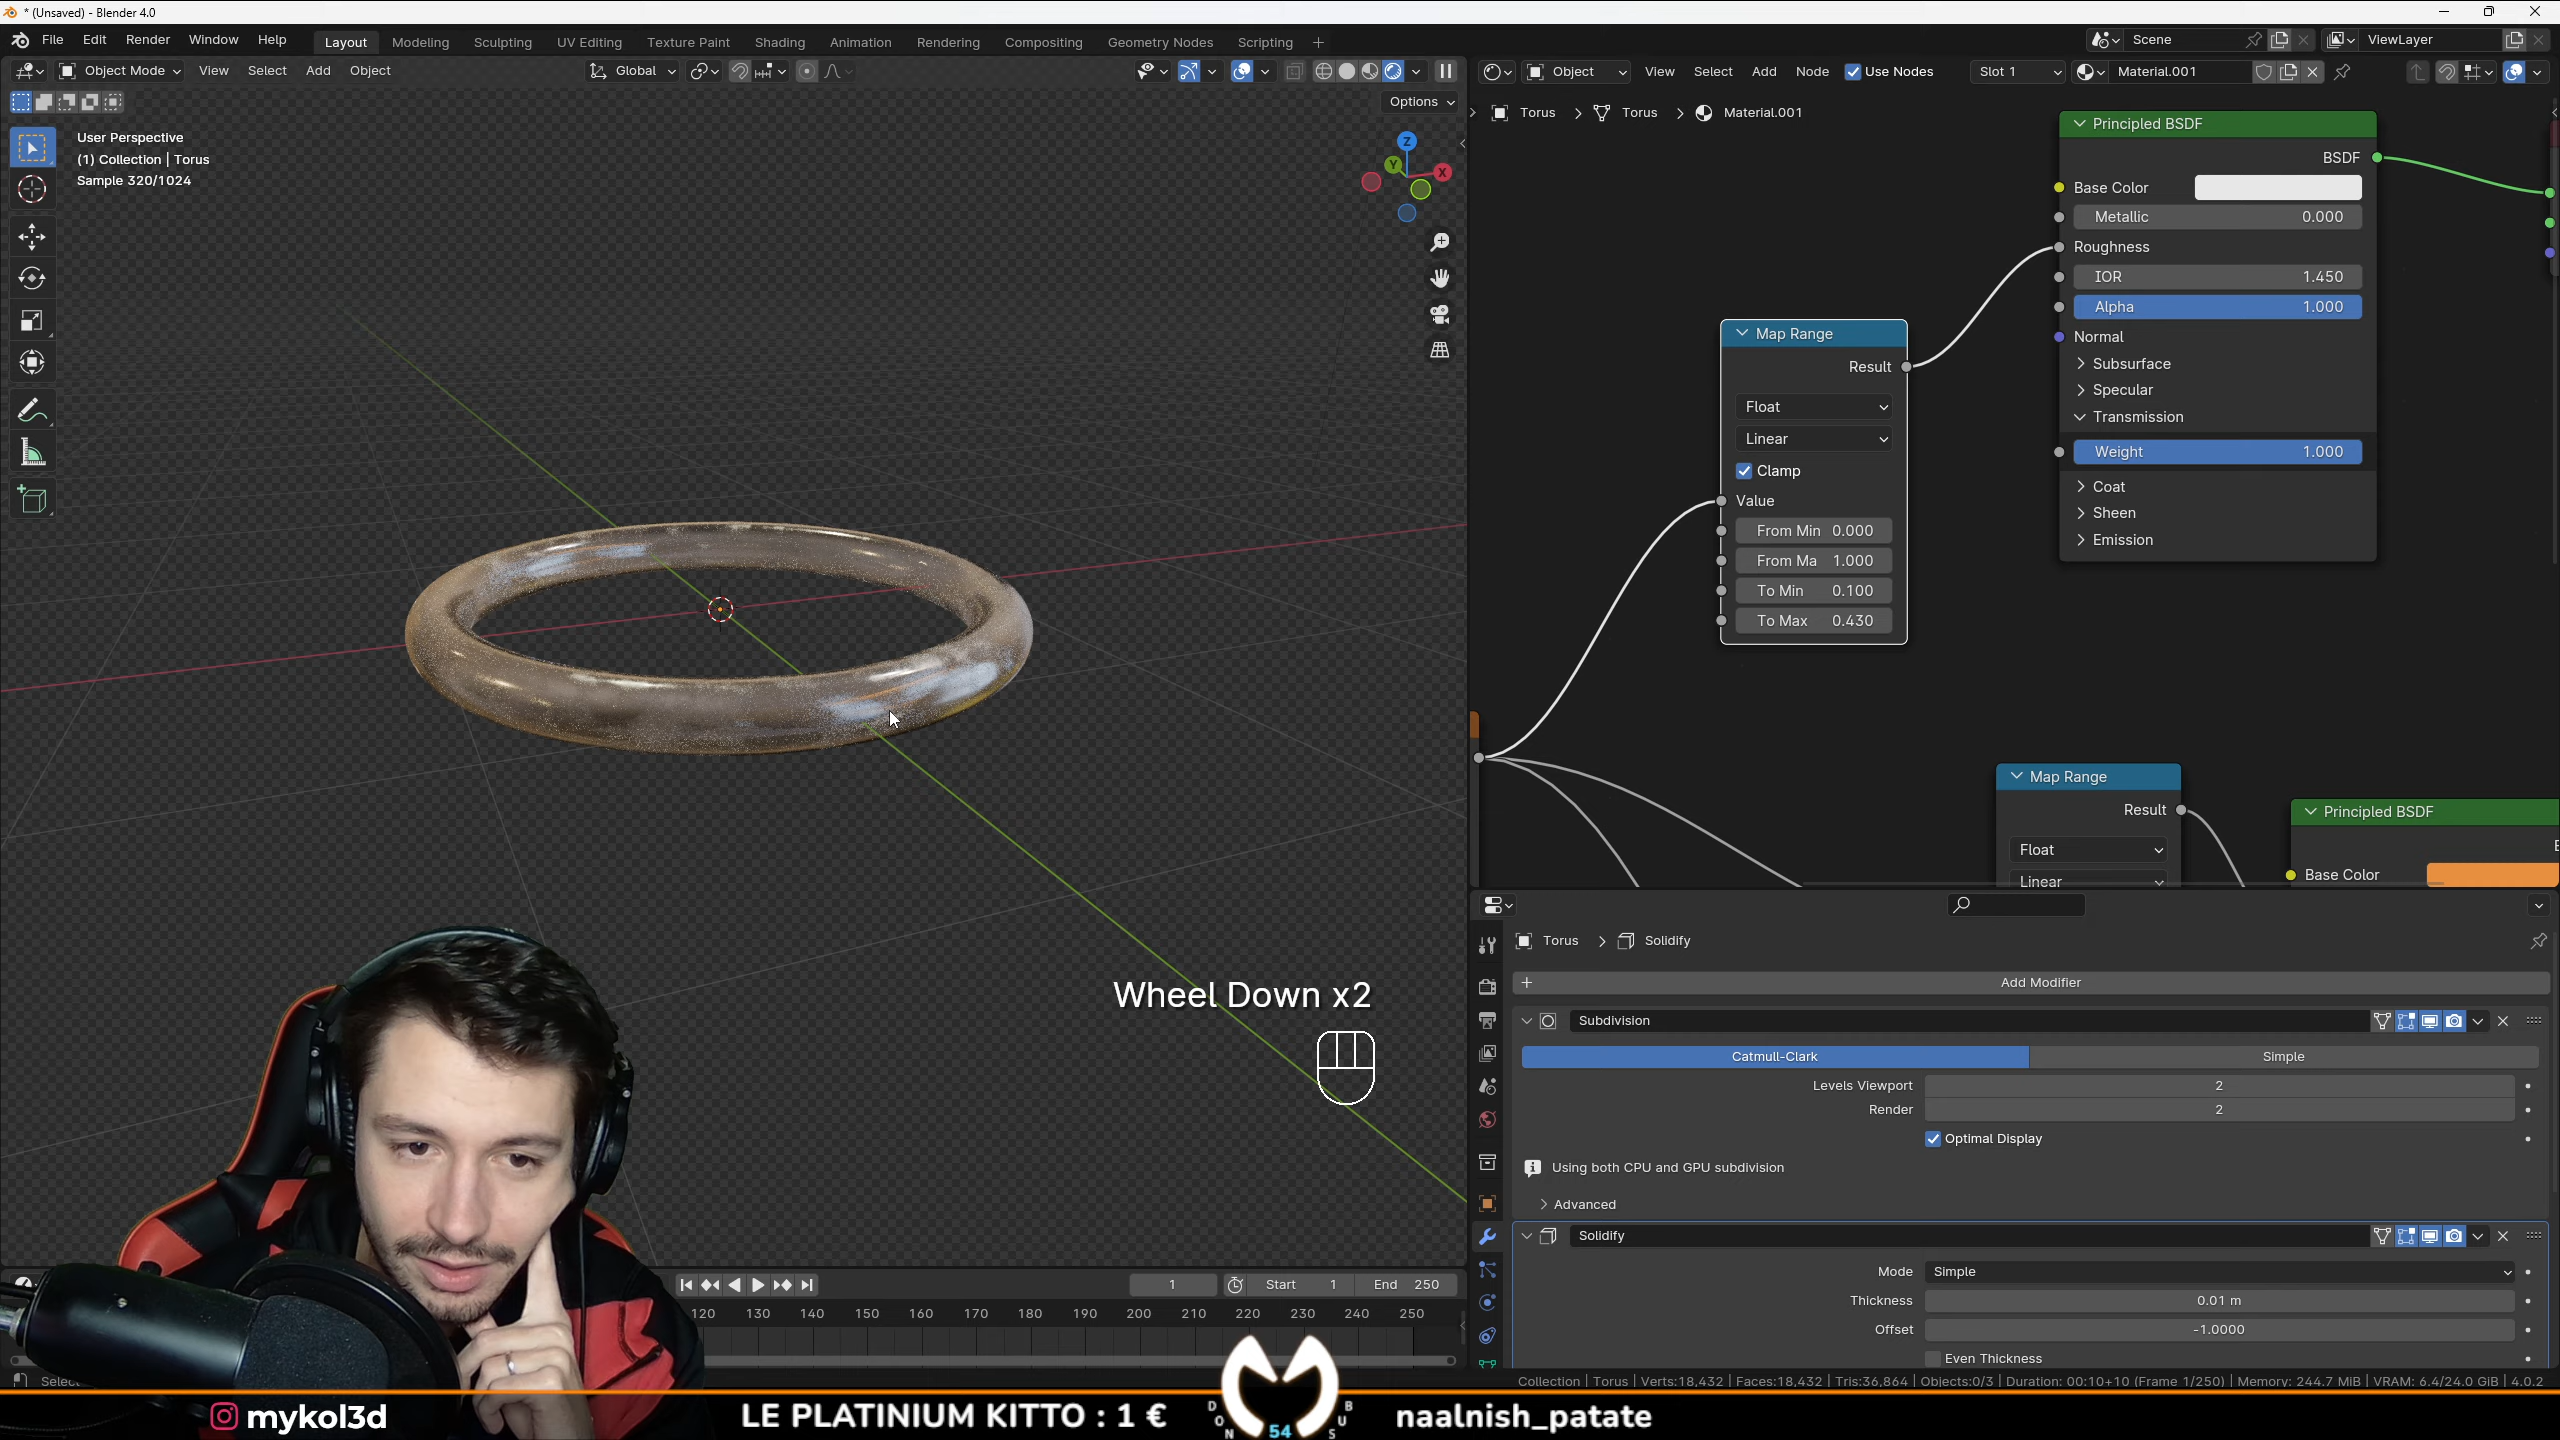 * (Unsaved) - Blender 4.0
File Edit Render Window Help Layout Modeling Sculpting UV Editing Texture Paint Shading Animation Rendering Compositing Geometry Nodes Scripting + Scene ViewLayer
Object Mode View Select Add Object Global
Object View Select Add Node Use Nodes Slot 1 Material.001
Options
Torus > Torus > Material.001
User Perspective
(1) Collection | Torus
Sample 320/1024
Z
Y
X
Principled BSDF
BSDF
Base Color
Metallic 0.000
Roughness
IOR 1.450
Alpha 1.000
Normal
Subsurface
Specular
Transmission
Weight 1.000
Coat
Sheen
Emission
Map Range
Result
Float
Linear
Clamp
Value
From Min 0.000
From Ma 1.000
To Min 0.100
To Max 0.430
Map Range
Result
Float
Linear
Principled BSDF
Base Color
Wheel Down x2
Torus > Solidify
+ Add Modifier
Subdivision
Catmull-Clark Simple
Levels Viewport 2
Render 2
Optimal Display
Using both CPU and GPU subdivision
Advanced
Solidify
Mode Simple
Thickness 0.01 m
Offset -1.0000
Even Thickness
1 Start 1 End 250
120 130 140 150 160 170 180 190 200 210 220 230 240 250
Select
Collection | Torus | Verts:18,432 | Faces:18,432 | Tris:36,864 | Objects:0/3 | Duration: 00:10+10 (Frame 1/250) | Memory: 244.7 MiB | VRAM: 6.4/24.0 GiB | 4.0.2
mykol3d
LE PLATINIUM KITTO : 1 €
DON 54 SUB
naalnish_patate